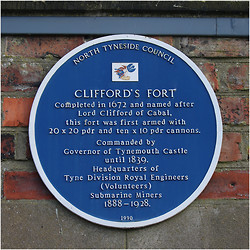 NORTH TYNESIDE COUNCIL
CLIFFORD'S FORT
Completed in 1672 and named after
Lord Clifford of Cabal,
this fort was first armed with
20 x 20 pdr and ten x 10 pdr cannons.
Commanded by
Governor of Tynemouth Castle
until 1839.
Headquarters of
Tyne Division Royal Engineers
(Volunteers)
Submarine Miners
1888-1928.
1990